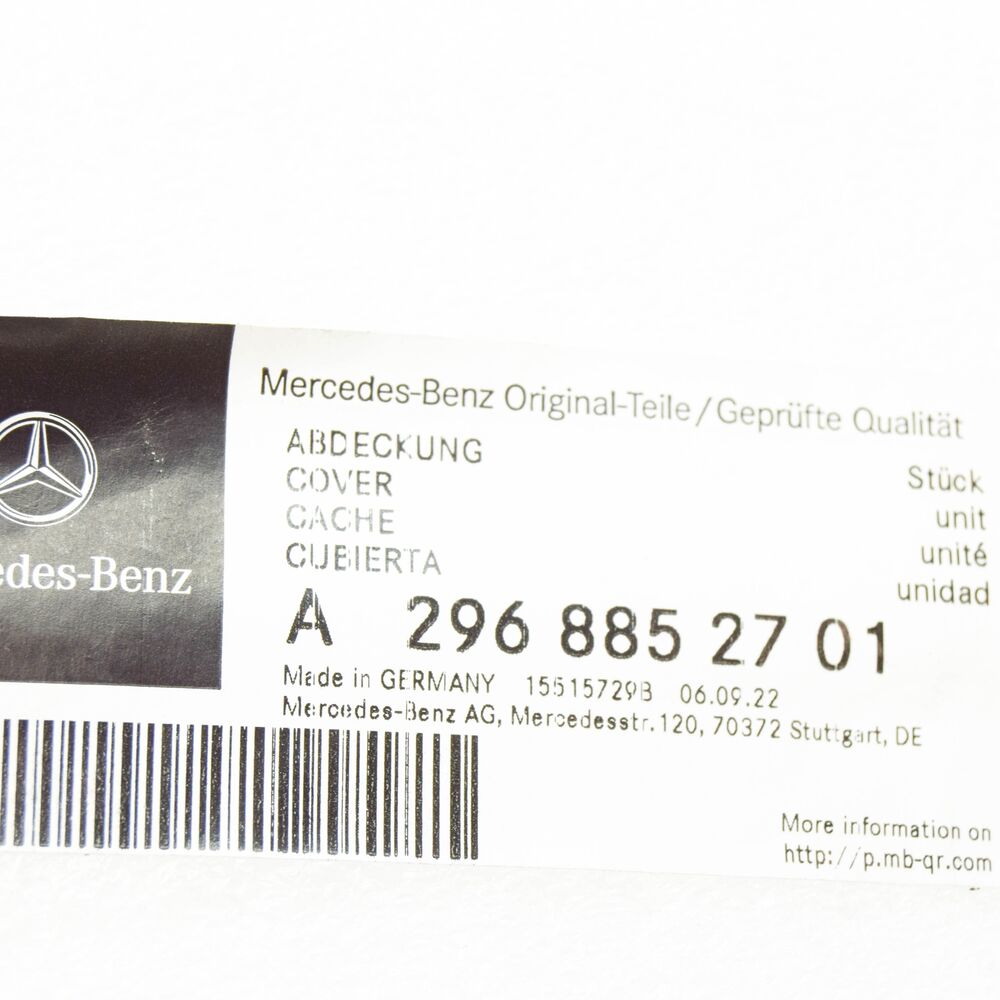 Mercedes-Benz Original-Teile/Geprüfte Qualität
ABDECKUNG
COVER
CACHE
CUBIERTA
Stück
unit
unité
unidad
edes-Benz
A 296 885 27 01
Made in GERMANY 15515729B 06.09.22
Mercedes-Benz AG, Mercedesstr.120, 70372 Stuttgart, DE
More information on
http://p.mb-qr.com